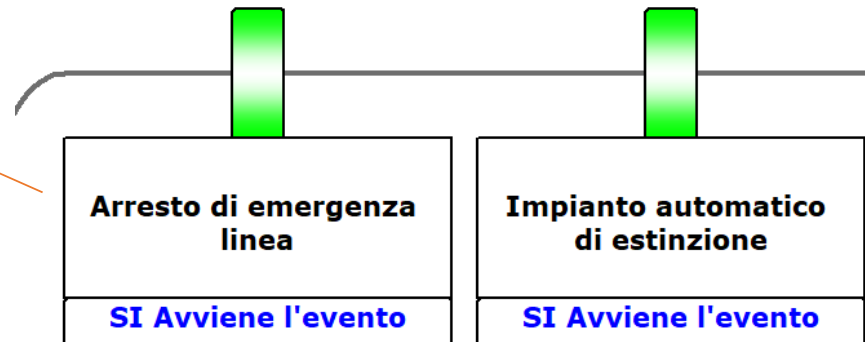 Arresto di emergenza
linea
SI Avviene l'evento
Impianto automatico
di estinzione
SI Avviene l'evento